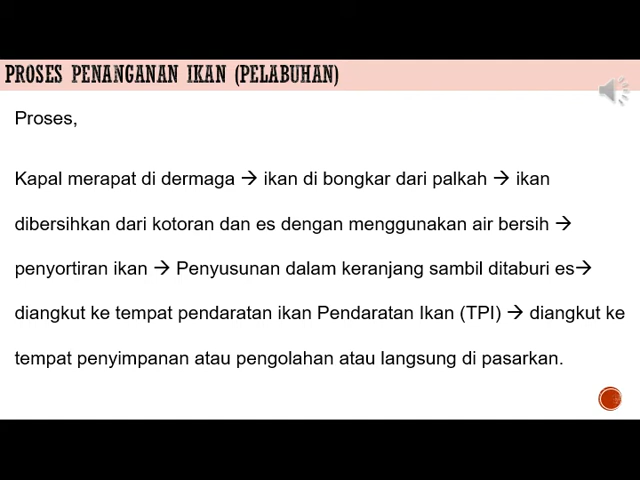 PROSES PENANGANAN IKAN (PELABUHAN)
Proses,
Kapal merapat di dermaga → ikan di bongkar dari palkah → ikan
dibersihkan dari kotoran dan es dengan menggunakan air bersih →
penyortiran ikan → Penyusunan dalam keranjang sambil ditaburi es→
diangkut ke tempat pendaratan ikan Pendaratan Ikan (TPI) → diangkut ke
tempat penyimpanan atau pengolahan atau langsung di pasarkan.